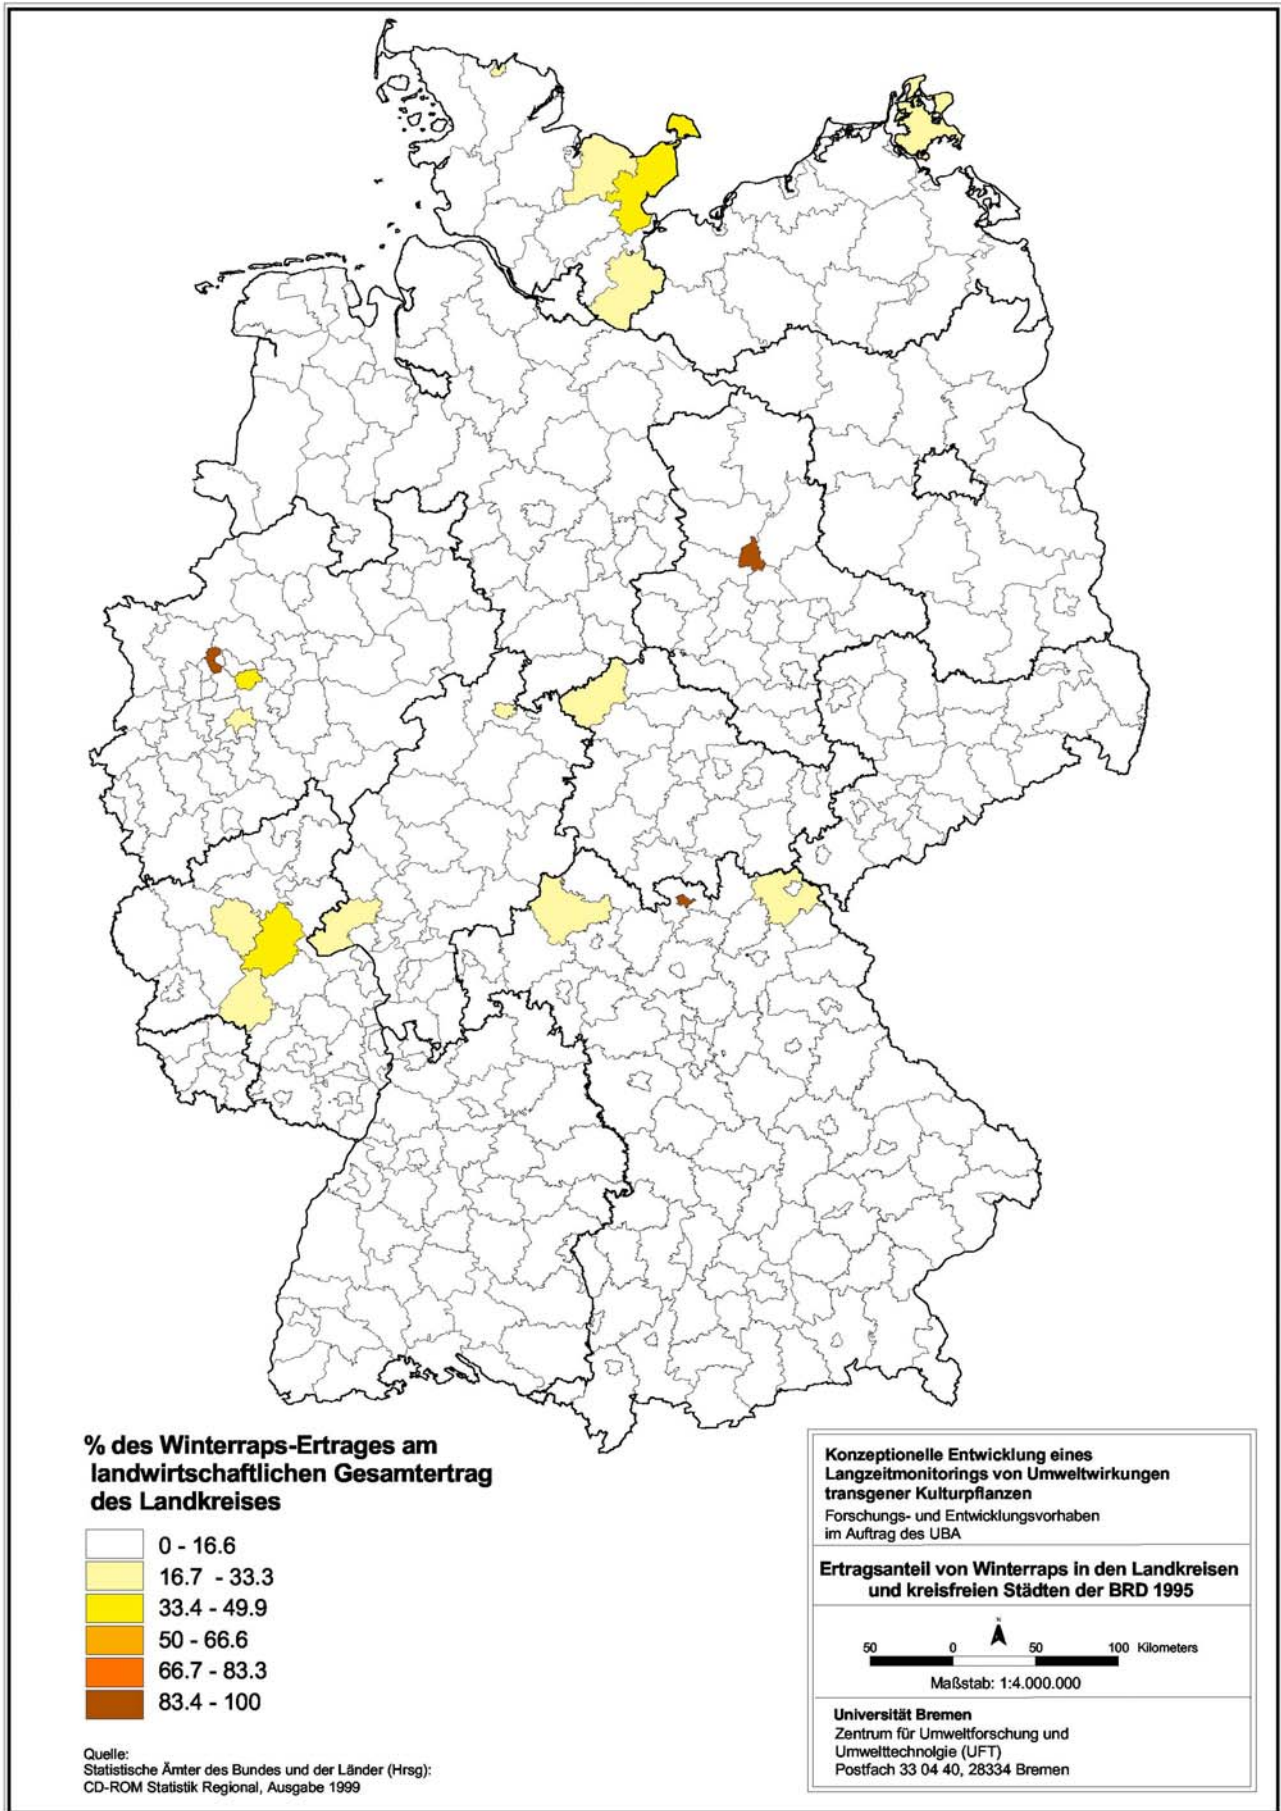 % des Winterraps-Ertrages am
landwirtschaftlichen Gesamtertrag
des Landkreises
0 - 16.6
16.7 - 33.3
33.4 - 49.9
50 - 66.6
66.7 - 83.3
83.4 - 100
Quelle:
Statistische Ämter des Bundes und der Länder (Hrsg):
CD-ROM Statistik Regional, Ausgabe 1999
Konzeptionelle Entwicklung eines
Langzeitmonitorings von Umweltwirkungen
transgener Kulturpflanzen
Forschungs- und Entwicklungsvorhaben
im Auftrag des UBA
Ertragsanteil von Winterraps in den Landkreisen
und kreisfreien Städten der BRD 1995
N
50 0 50 100 Kilometers
Maßstab: 1:4.000.000
Universität Bremen
Zentrum für Umweltforschung und
Umwelttechnolgie (UFT)
Postfach 33 04 40, 28334 Bremen